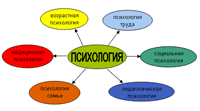 возрастная
психология
психология
труда
медицинская
психология
ПСИХОЛОГИЯ
социальная
психология
психология
семьи
педагогическая
психология